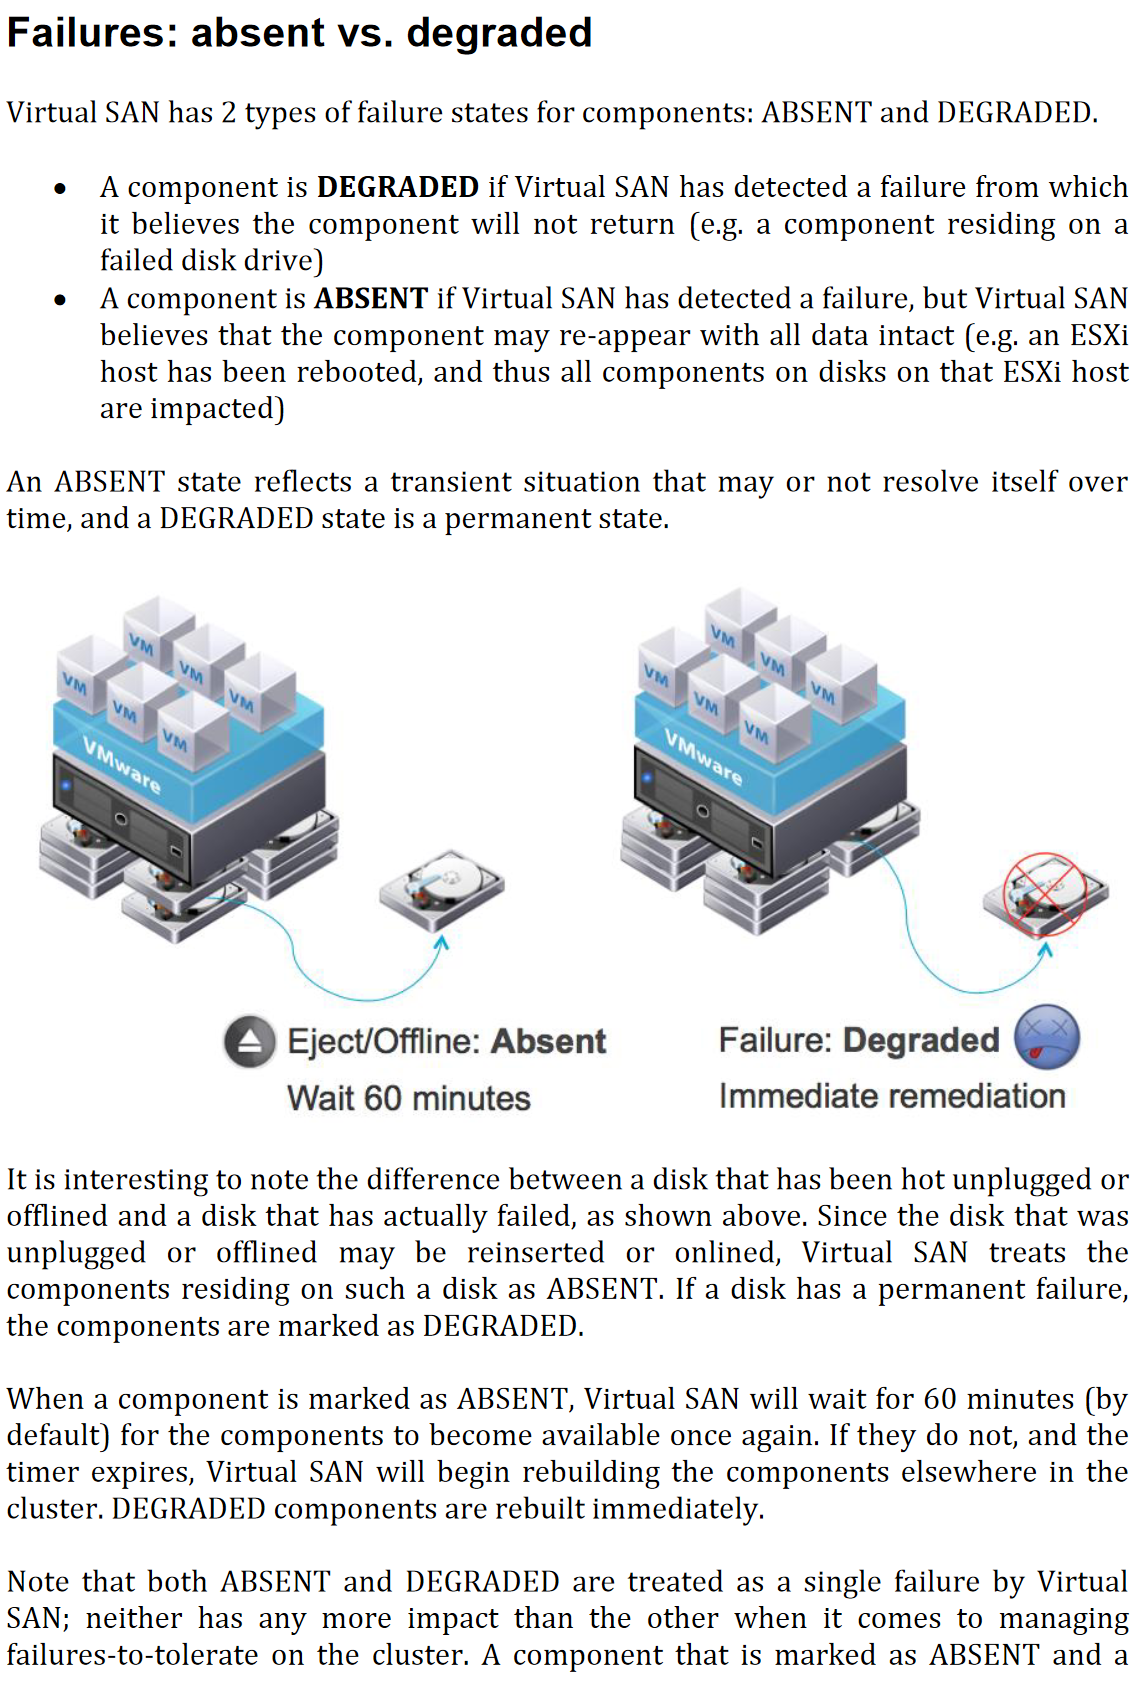 Failures: absent vs. degraded
Virtual SAN has 2 types of failure states for components: ABSENT and DEGRADED.
• A component is DEGRADED if Virtual SAN has detected a failure from which
it believes the component will not return (e.g. a component residing on a
failed disk drive)
• A component is ABSENT if Virtual SAN has detected a failure, but Virtual SAN
believes that the component may re-appear with all data intact (e.g. an ESXi
host has been rebooted, and thus all components on disks on that ESXi host
are impacted)
An ABSENT state reflects a transient situation that may or not resolve itself over
time, and a DEGRADED state is a permanent state.
VM
VM
VM
VM
VM
VM
VMware
VM
VM
VM
VM
VM
VM
VMware
Eject/Offline: Absent
Wait 60 minutes
Failure: Degraded
Immediate remediation
It is interesting to note the difference between a disk that has been hot unplugged or
offlined and a disk that has actually failed, as shown above. Since the disk that was
unplugged or offlined may be reinserted or onlined, Virtual SAN treats the
components residing on such a disk as ABSENT. If a disk has a permanent failure,
the components are marked as DEGRADED.
When a component is marked as ABSENT, Virtual SAN will wait for 60 minutes (by
default) for the components to become available once again. If they do not, and the
timer expires, Virtual SAN will begin rebuilding the components elsewhere in the
cluster. DEGRADED components are rebuilt immediately.
Note that both ABSENT and DEGRADED are treated as a single failure by Virtual
SAN; neither has any more impact than the other when it comes to managing
failures-to-tolerate on the cluster. A component that is marked as ABSENT and a